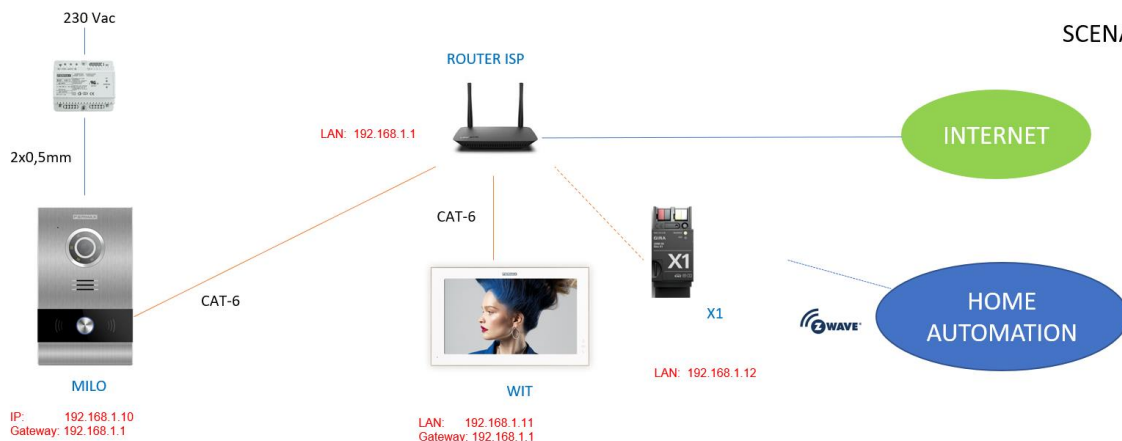 230 Vac
SCENA
ROUTER ISP
LAN: 192.168.1.1
INTERNET
2x0,5mm
CAT-6
CAT-6
GIRA
X1
X1
Z WAVE
HOME
AUTOMATION
LAN: 192.168.1.12
MILO
IP: 192.168.1.10
Gateway: 192.168.1.1
WIT
LAN: 192.168.1.11
Gateway: 192.168.1.1